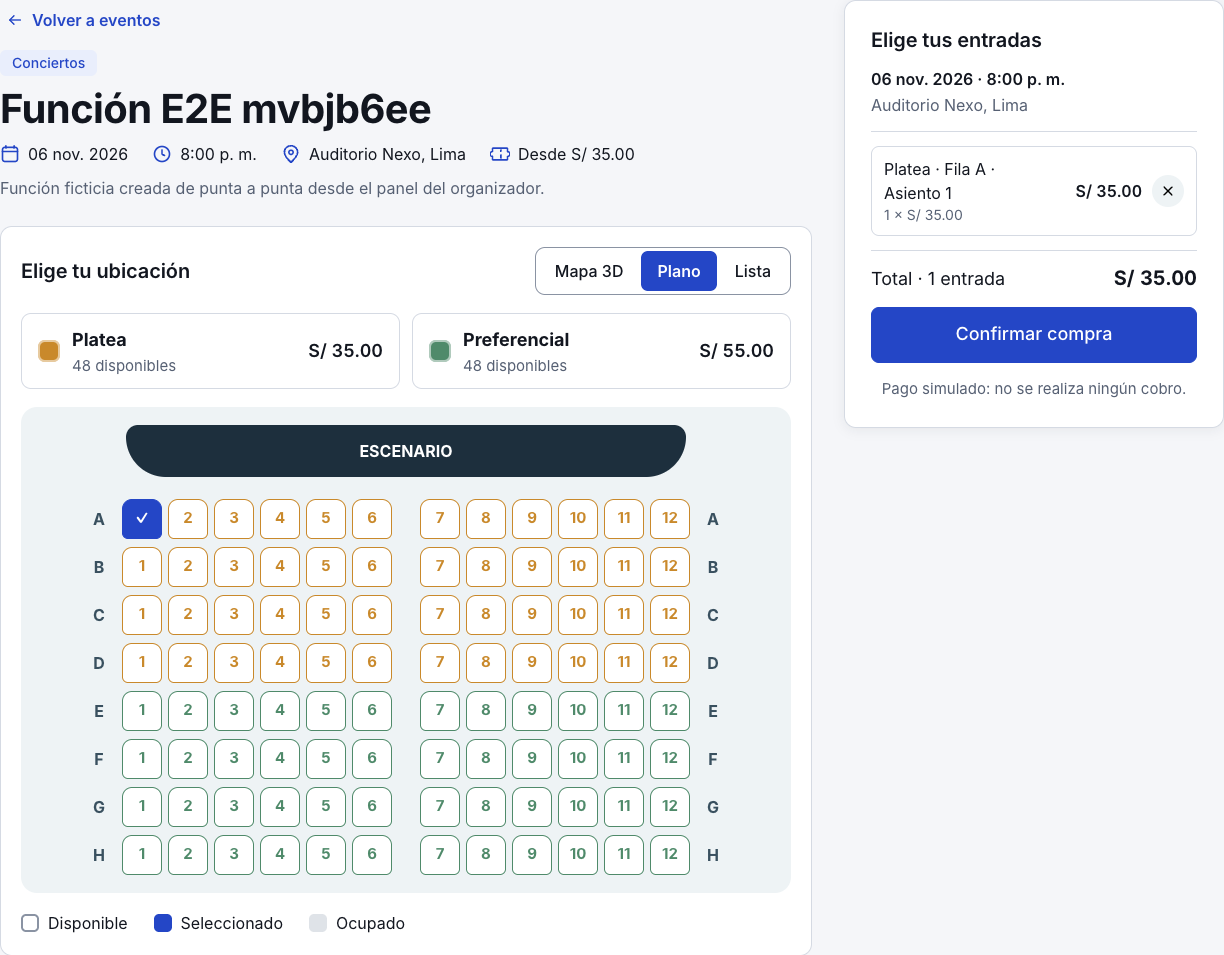 Volver a eventos
Conciertos
Función E2E mvbjb6ee
06 nov. 2026 8:00 p. m. Auditorio Nexo, Lima Desde S/ 35.00
Función ficticia creada de punta a punta desde el panel del organizador.
Elige tu ubicación
Mapa 3D Plano Lista
Platea
48 disponibles
S/ 35.00
Preferencial
48 disponibles
S/ 55.00
ESCENARIO
A 2 3 4 5 6 7 8 9 10 11 12 A
B 1 2 3 4 5 6 7 8 9 10 11 12 B
C 1 2 3 4 5 6 7 8 9 10 11 12 C
D 1 2 3 4 5 6 7 8 9 10 11 12 D
E 1 2 3 4 5 6 7 8 9 10 11 12 E
F 1 2 3 4 5 6 7 8 9 10 11 12 F
G 1 2 3 4 5 6 7 8 9 10 11 12 G
H 1 2 3 4 5 6 7 8 9 10 11 12 H
Disponible Seleccionado Ocupado
Elige tus entradas
06 nov. 2026 · 8:00 p. m.
Auditorio Nexo, Lima
Platea · Fila A ·
Asiento 1
1 × S/ 35.00
S/ 35.00
Total · 1 entrada S/ 35.00
Confirmar compra
Pago simulado: no se realiza ningún cobro.